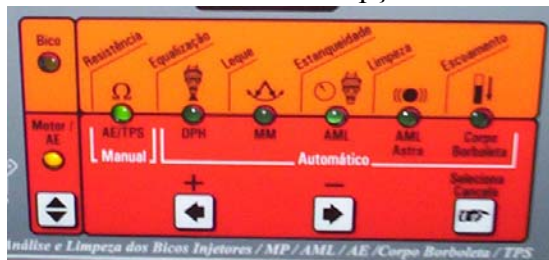 Bico
Resistência
Equalização
Leque
Estanqueidade
Limpeza
Escoamento
Ω
Motor / AE
AE/TPS
DPH
MM
AML
AML Astra
Corpo Borboleta
Manual
Automático
+
−
Seleciona Cancela
Análise e Limpeza dos Bicos Injetores / MP / AML / AE /Corpo Borboleta / TPS